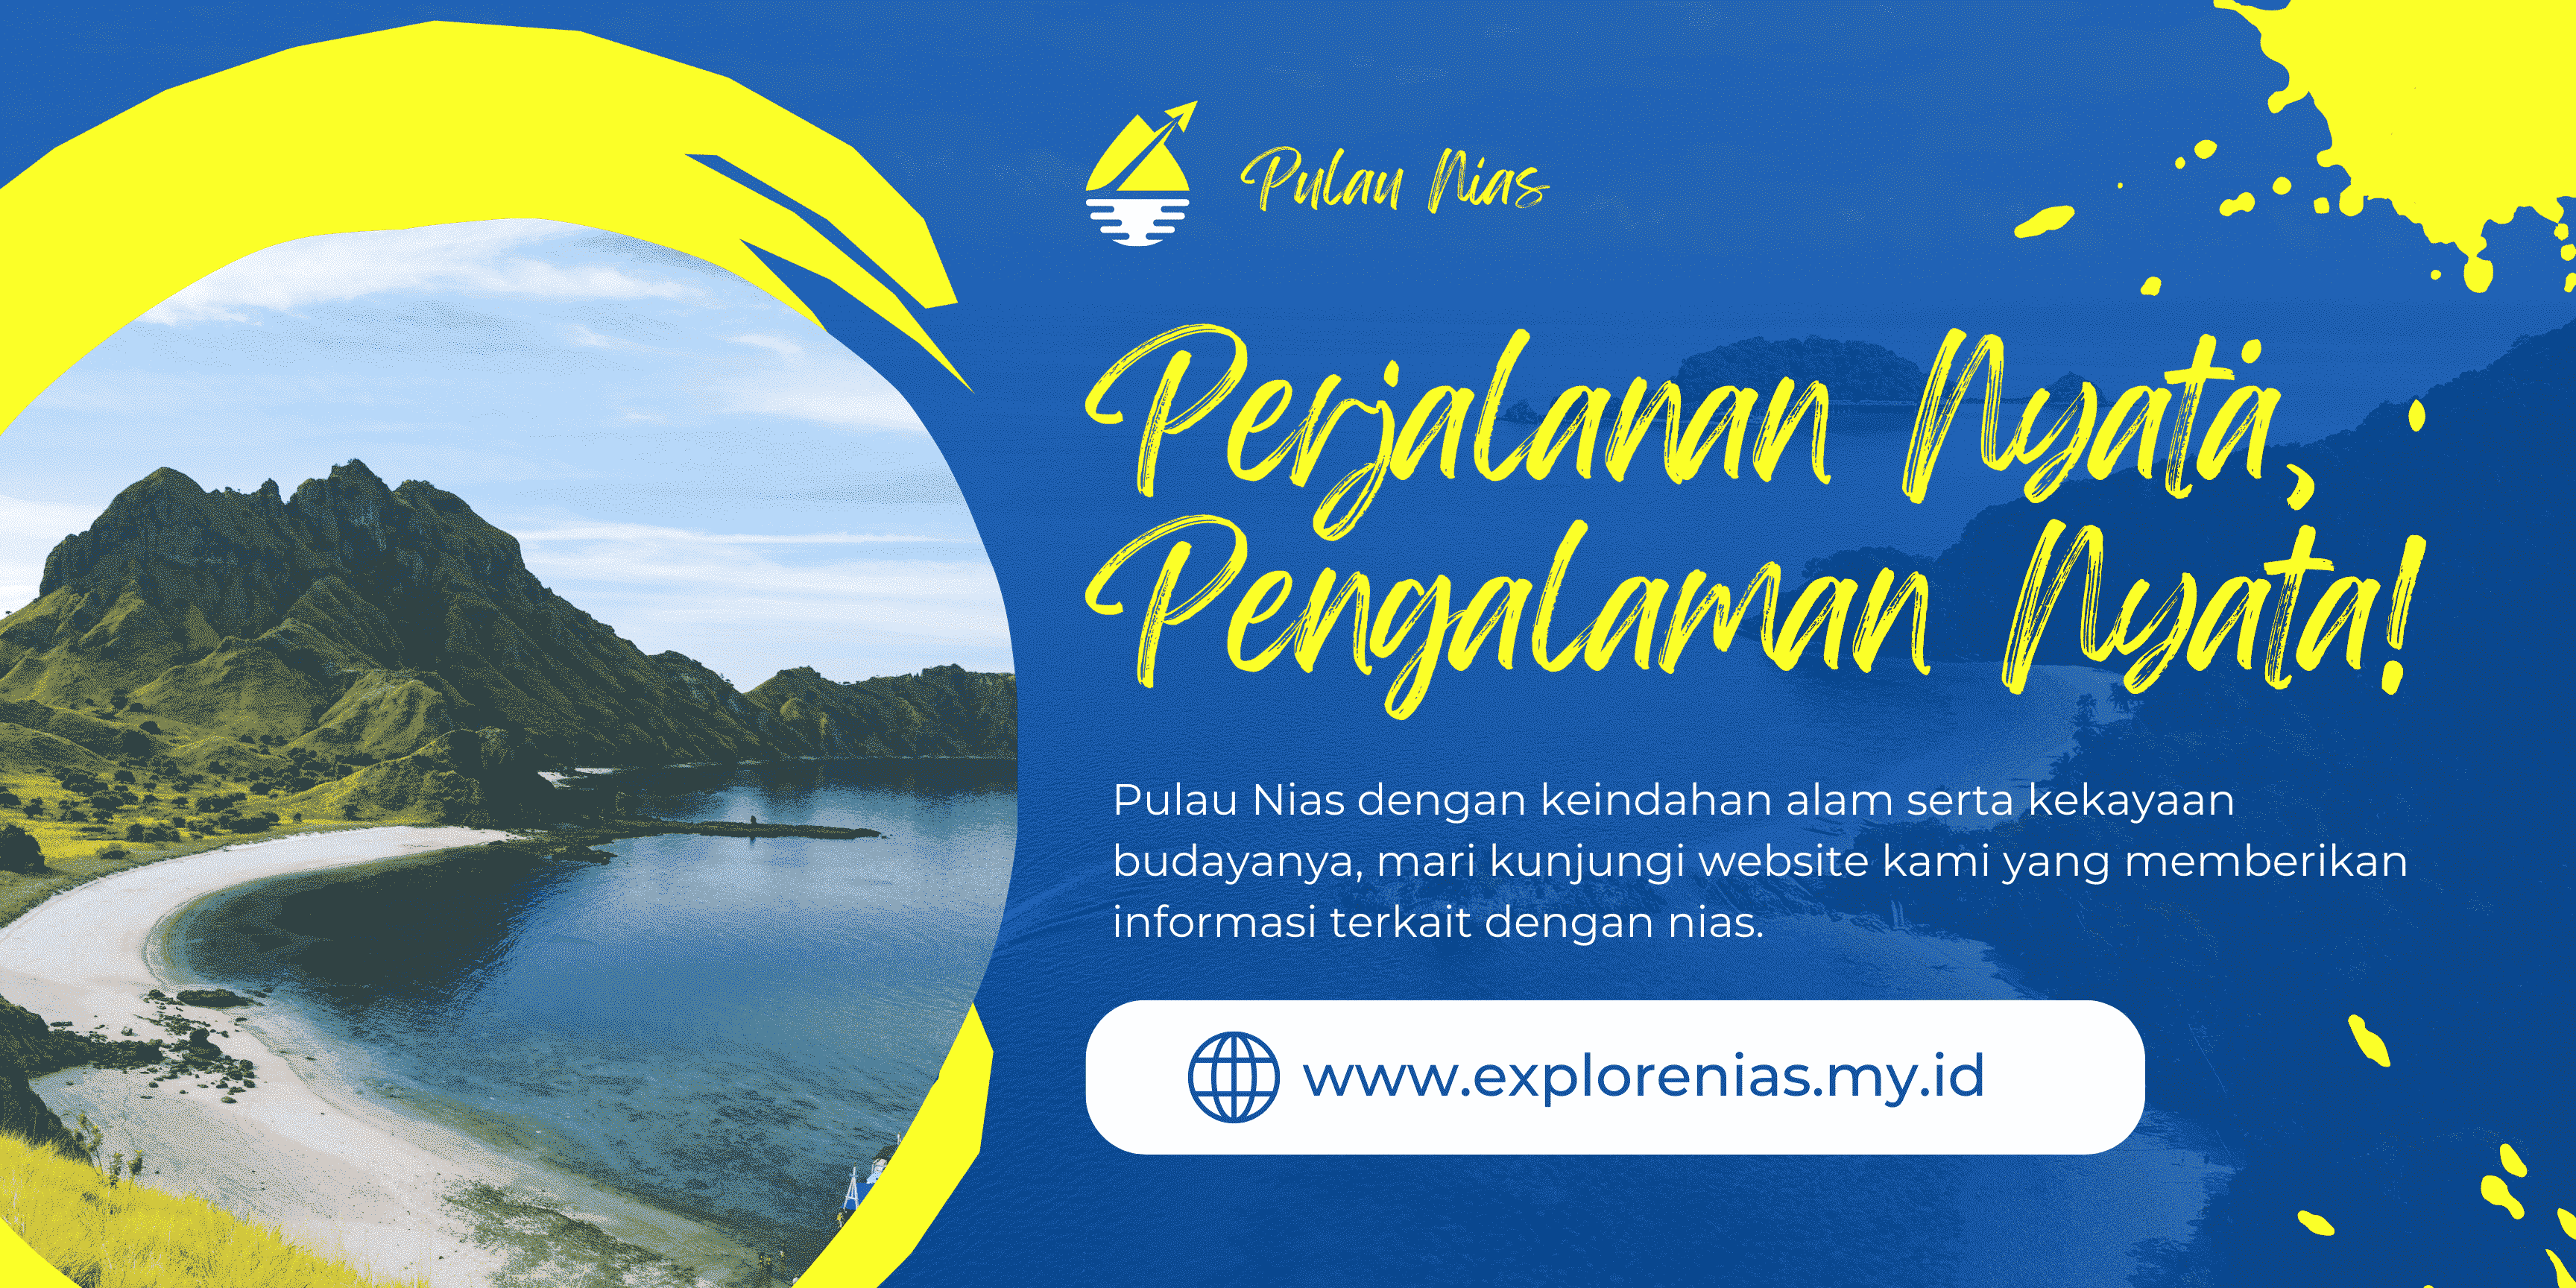 Pulau Nias
Perjalanan Nyata,
Pengalaman Nyata!
Pulau Nias dengan keindahan alam serta kekayaan
budayanya, mari kunjungi website kami yang memberikan
informasi terkait dengan nias.
www.explorenias.my.id